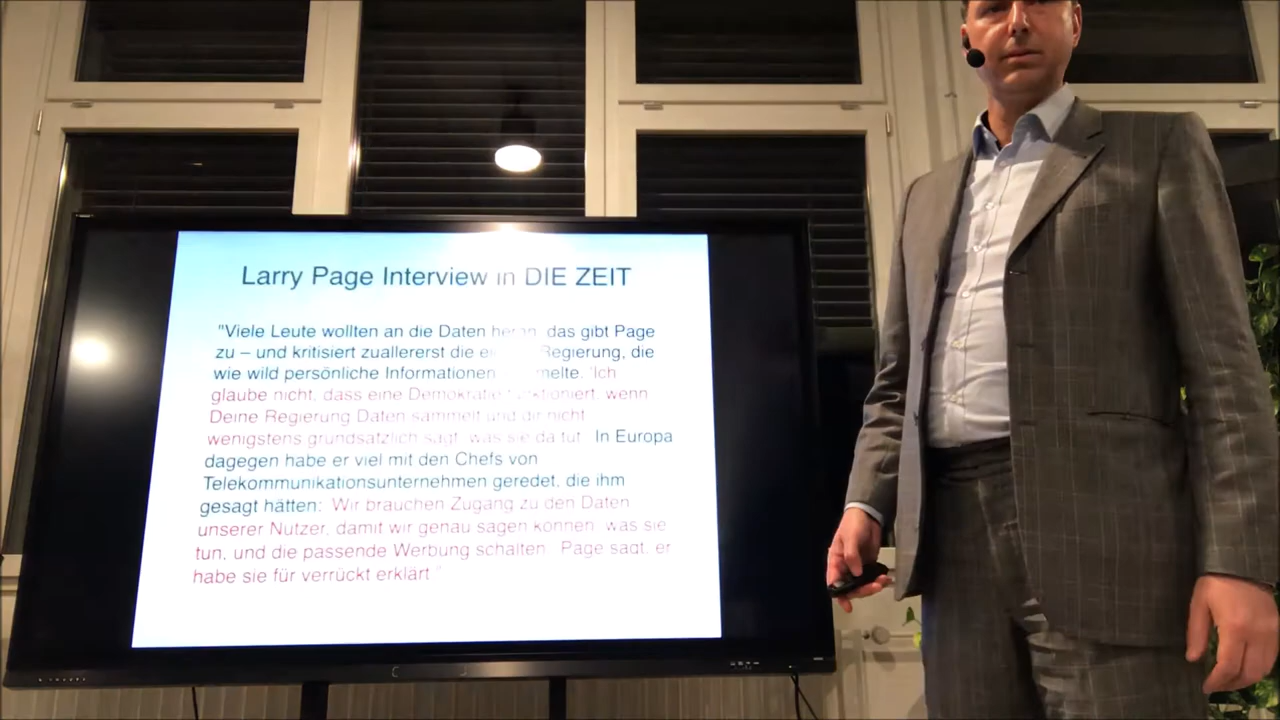 Larry Page Interview in DIE ZEIT
"Viele Leute wollten an die Daten heran, das gibt Page
zu – und kritisiert zuallererst die Regierung, die
wie wild persönliche Informationen
glaube nicht, dass eine Demokratie funktioniert, wenn
Deine Regierung Daten sammelt und dir nicht
wenigstens grundsätzlich sagt, was sie da tut. In Europa
dagegen habe er viel mit den Chefs von
Telekommunikationsunternehmen geredet, die ihm
gesagt hätten: Wir brauchen Zugang zu den Daten
unserer Nutzer, damit wir genau sagen können, was sie
tun, und die passende Werbung schalten. Page sagt, er
habe sie für verrückt erklärt."